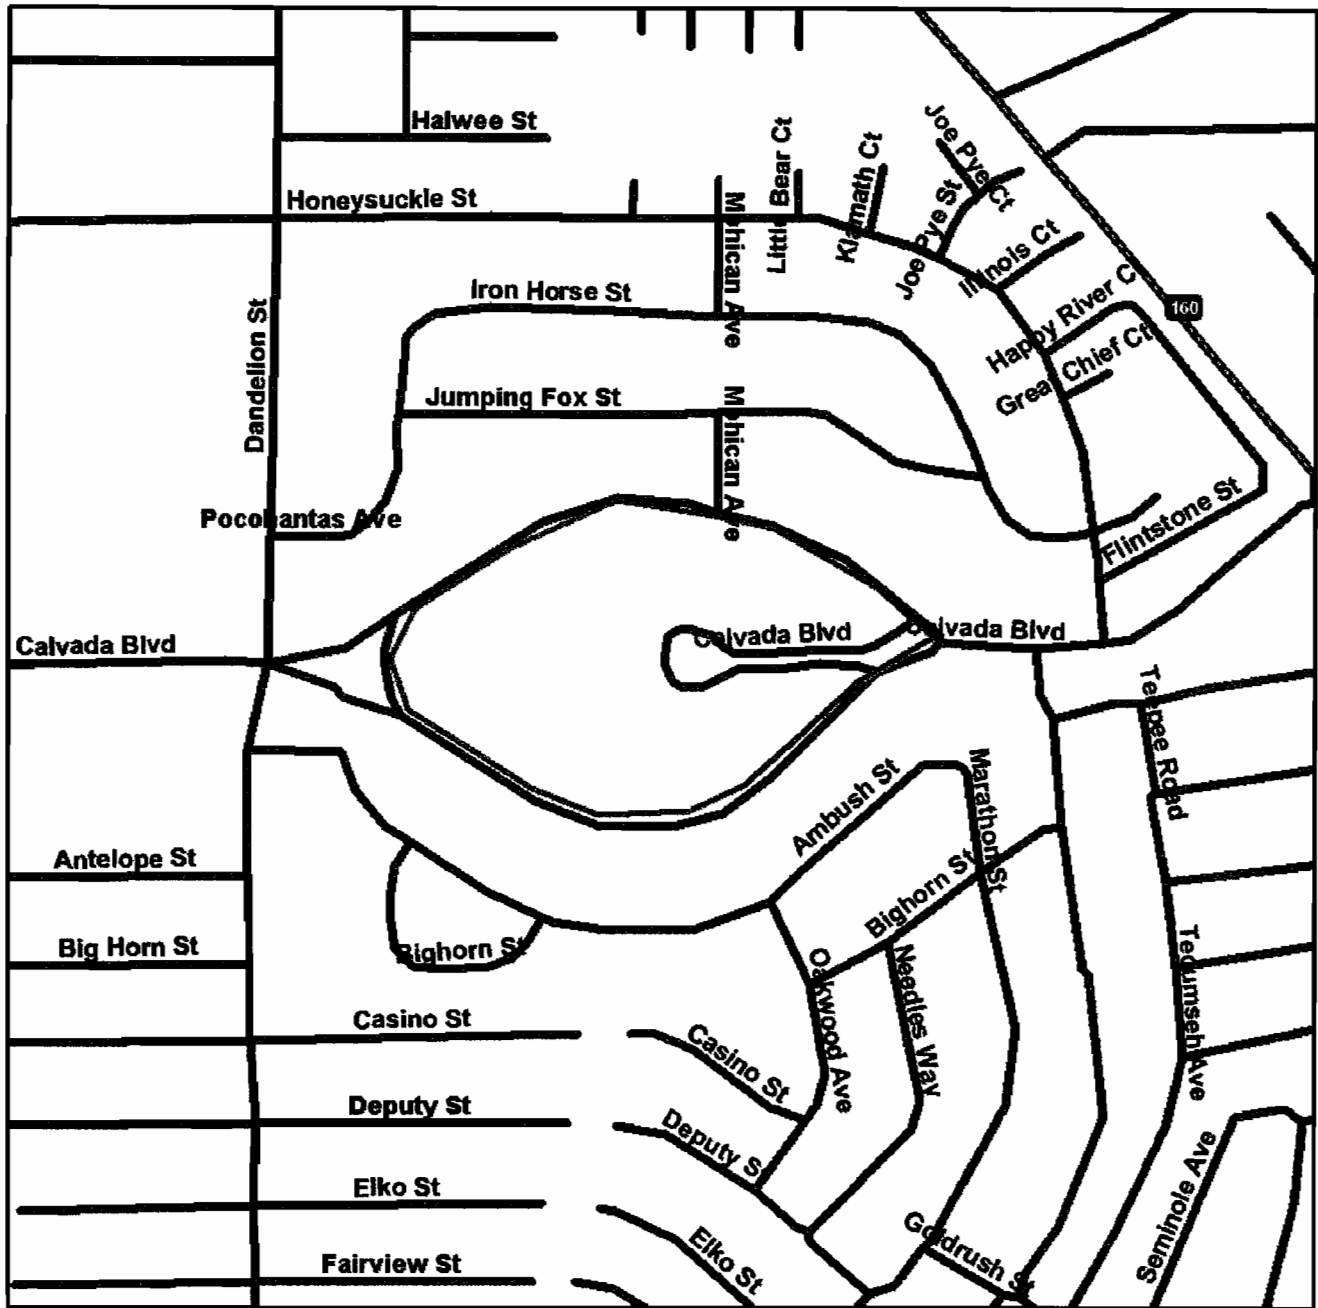 Halwee St
Joe Pye Ct
Little Bear Ct
Klamath Ct
Honeysuckle St
Mohican Ave
Joe Pye St
Illinois Ct
Iron Horse St
Happy River C
160
Dandelion St
Great Chief Ct
Jumping Fox St
Mohican Ave
Pocohantas Ave
Flintstone St
Calvada Blvd
Calvada Blvd
Calvada Blvd
Teepee Road
Ambush St
Marathon St
Antelope St
Bighorn St
Big Horn St
Bighorn St
Oakwood Ave
Needles Way
Tecumseh Ave
Casino St
Casino St
Deputy St
Deputy S
Seminole Ave
Elko St
Elko St
Goldrush St
Fairview St